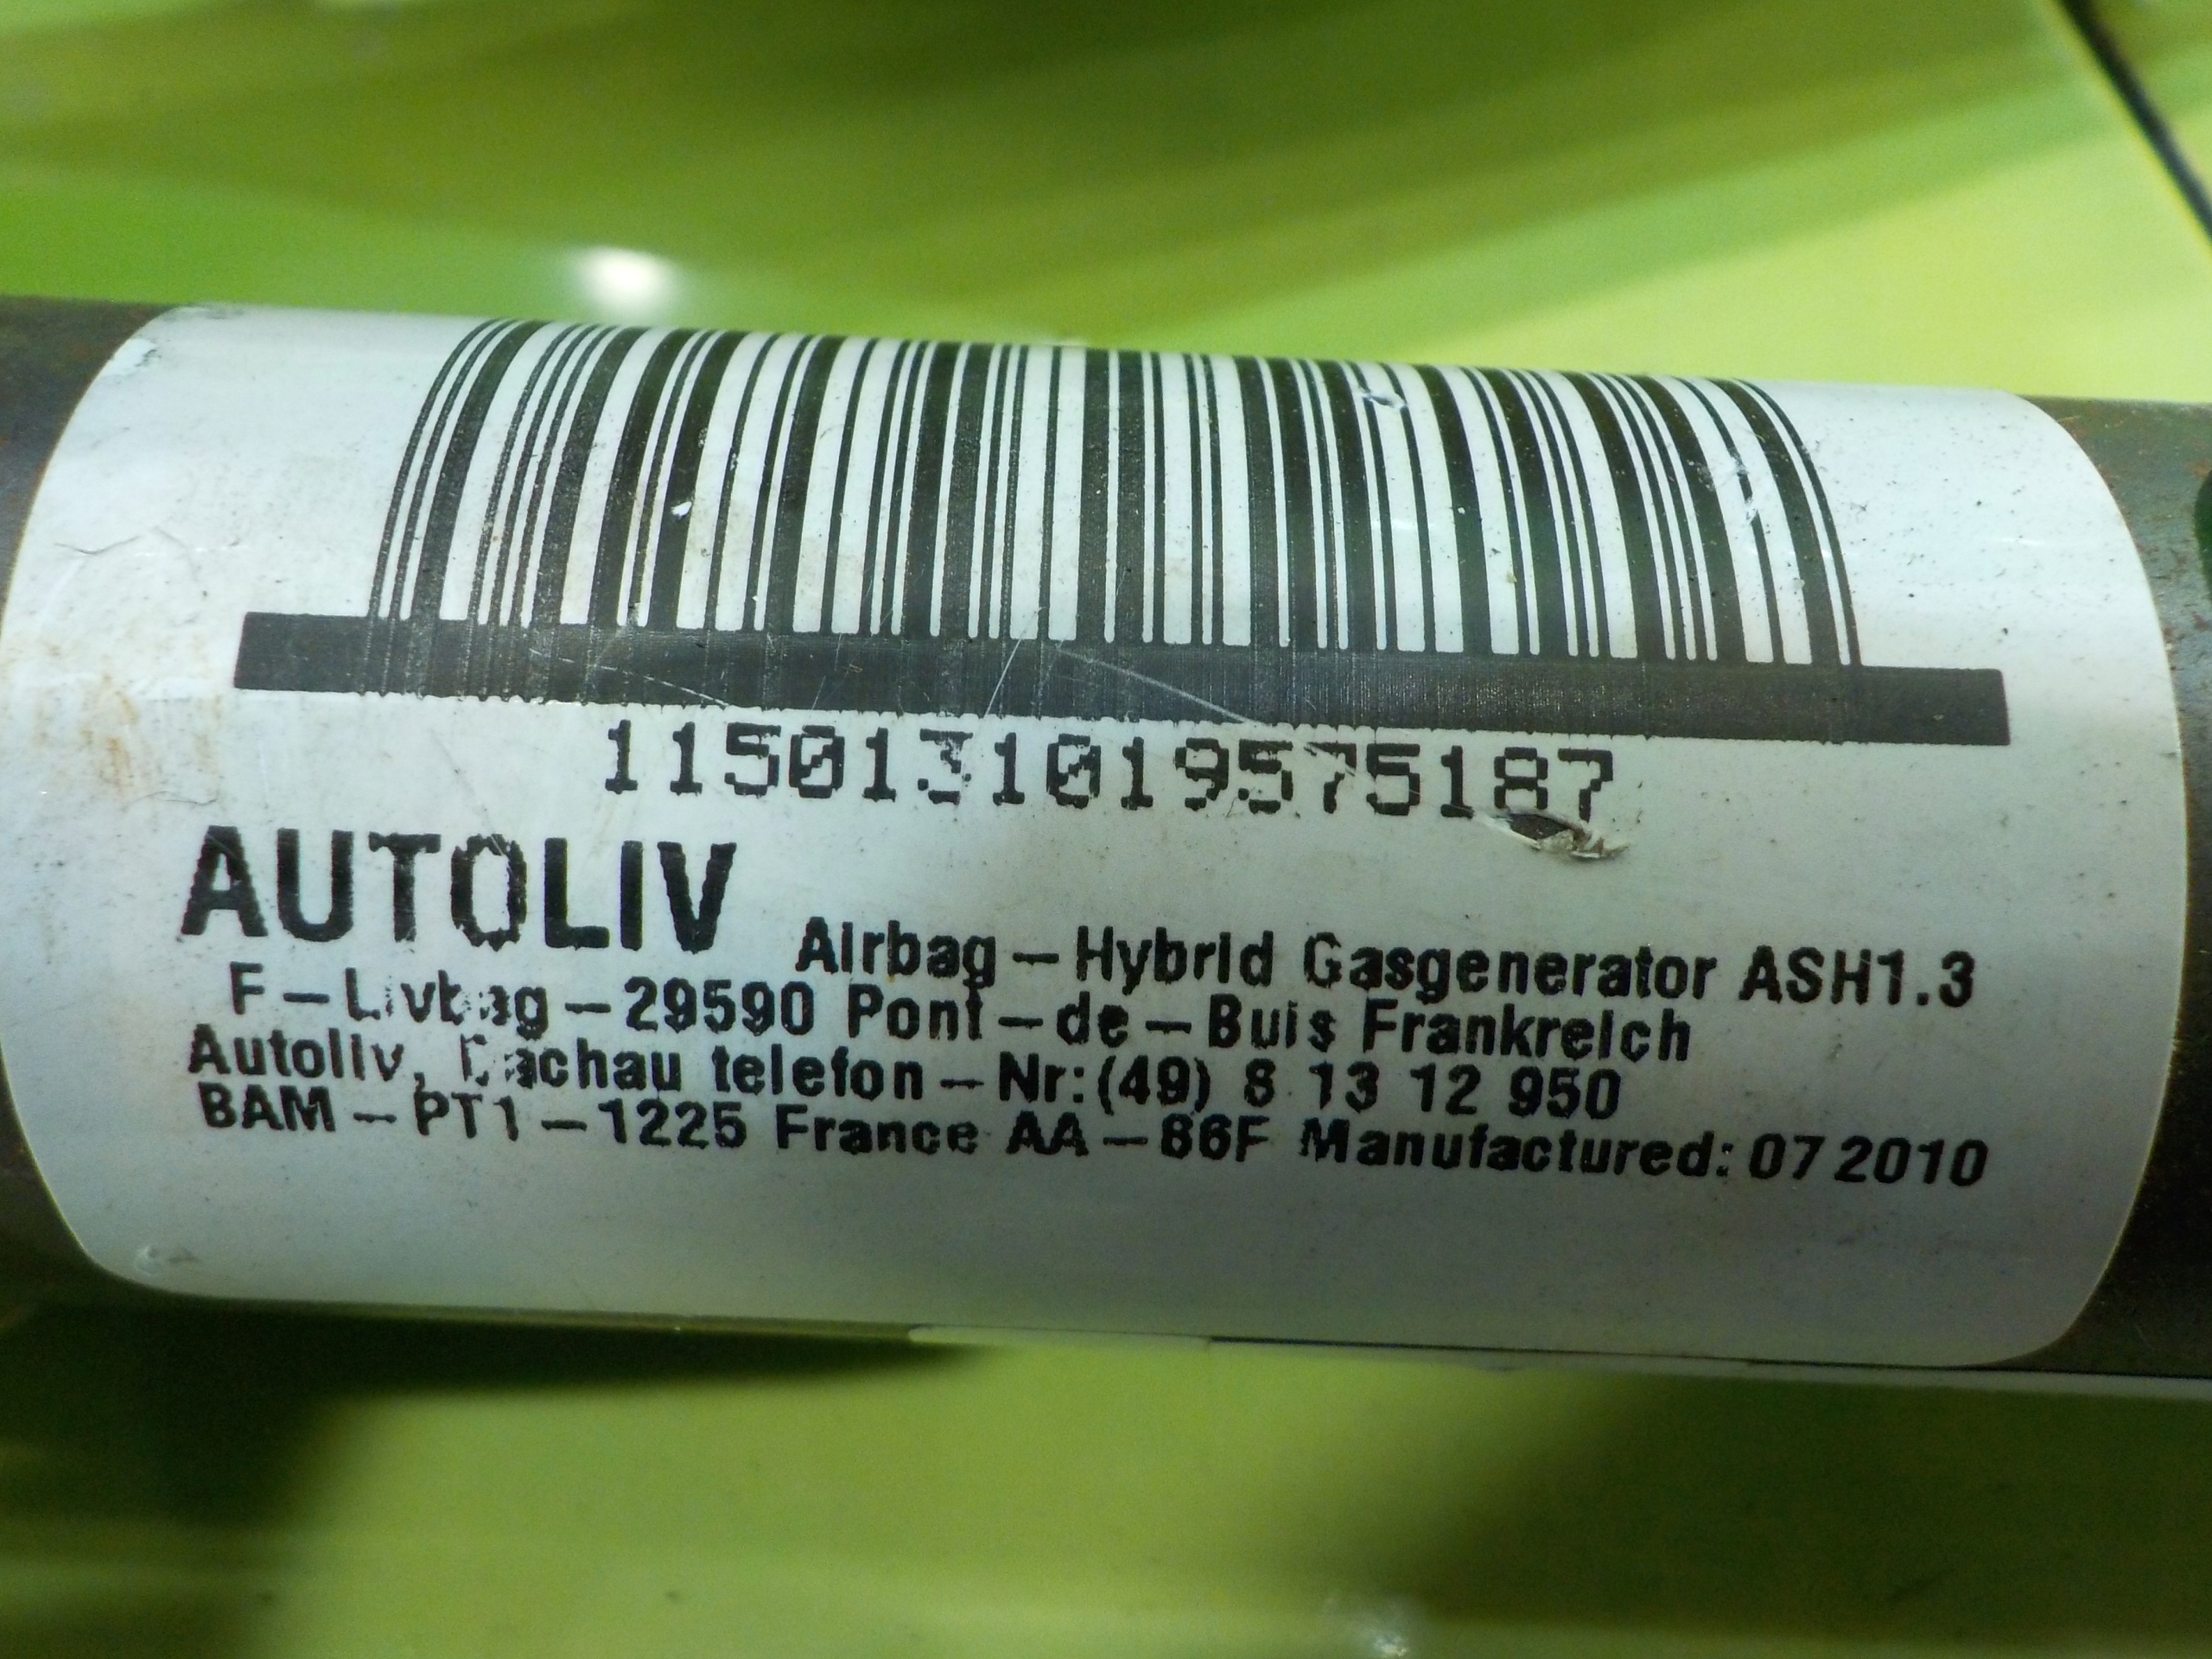 1150131019575187
AUTOLIV
Airbag-Hybrid Gasgenerator ASH1.3
F-Livbag-29590 Pont-de-Buis Frankreich
Autoliv, Dachau telefon-Nr:(49) 8 13 12 950
BAM-PT1-1225 France AA-86F Manufactured: 07 2010